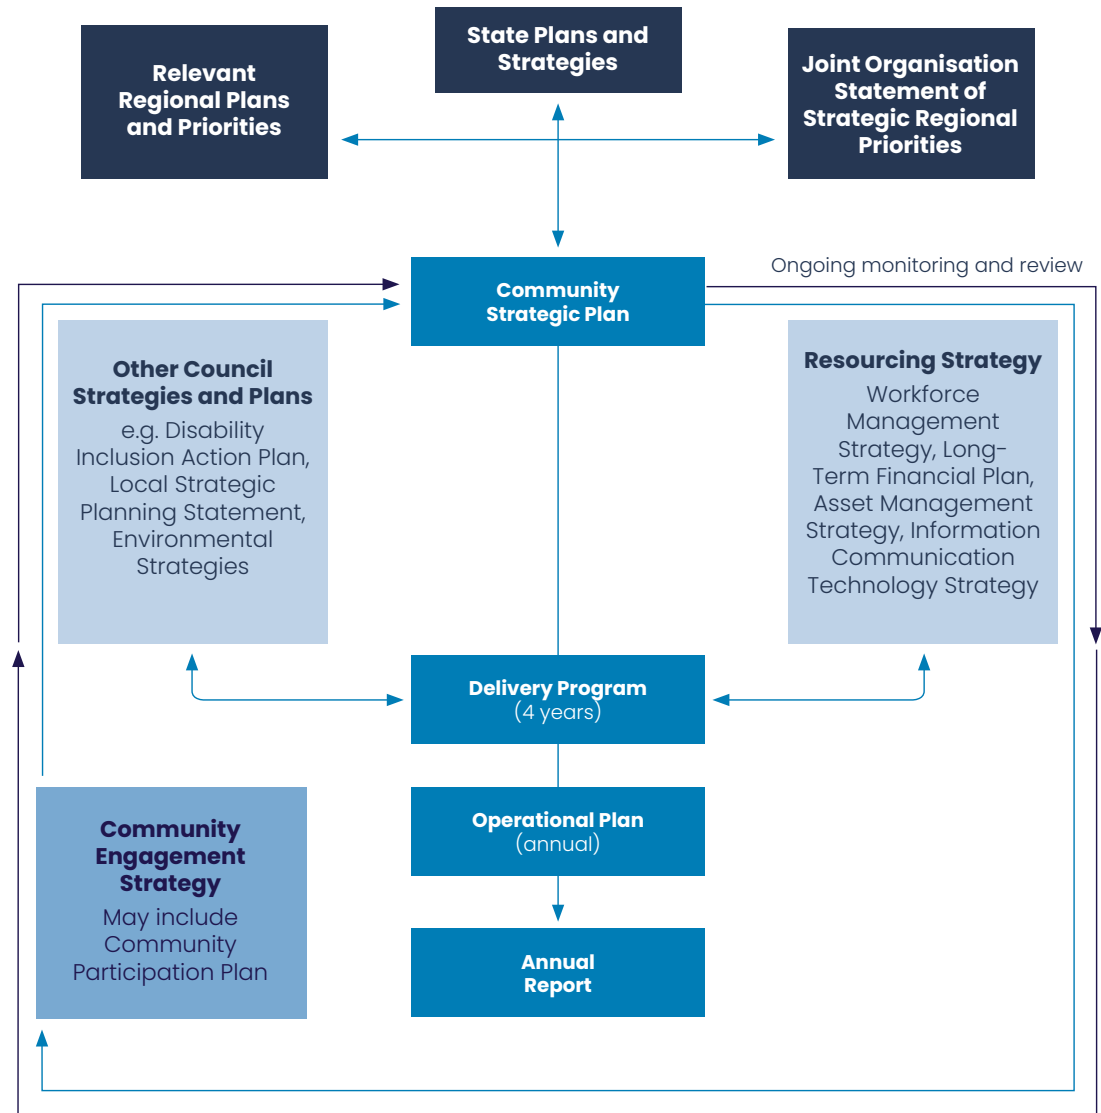 Relevant
Regional Plans
and Priorities
State Plans and
Strategies
Joint Organisation
Statement of
Strategic Regional
Priorities
Community
Strategic Plan
Ongoing monitoring and review
Other Council
Strategies and Plans
e.g. Disability
Inclusion Action Plan,
Local Strategic
Planning Statement,
Environmental
Strategies
Resourcing Strategy
Workforce
Management
Strategy, Long-
Term Financial Plan,
Asset Management
Strategy, Information
Communication
Technology Strategy
Delivery Program
(4 years)
Operational Plan
(annual)
Community
Engagement
Strategy
May include
Community
Participation Plan
Annual
Report